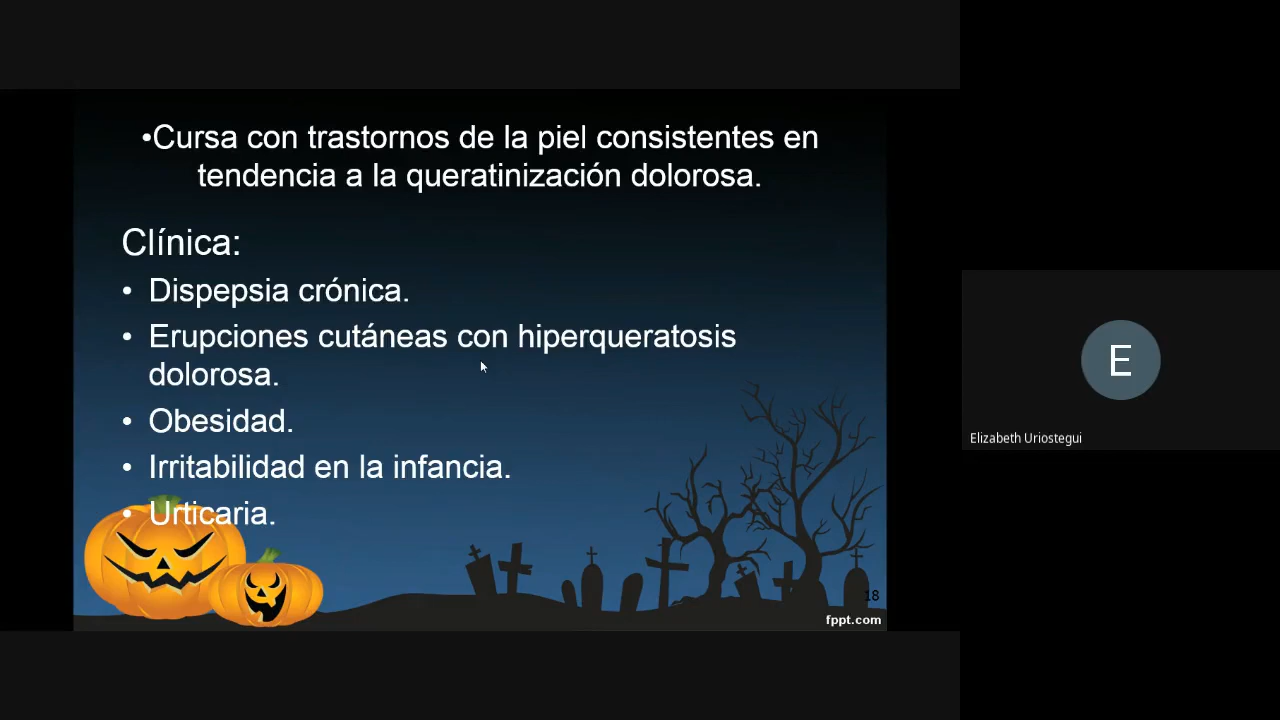 •Cursa con trastornos de la piel consistentes en
tendencia a la queratinización dolorosa.
Clínica:
• Dispepsia crónica.
• Erupciones cutáneas con hiperqueratosis
dolorosa.
• Obesidad.
• Irritabilidad en la infancia.
• Urticaria.
18
fppt.com
E
Elizabeth Uriostegui